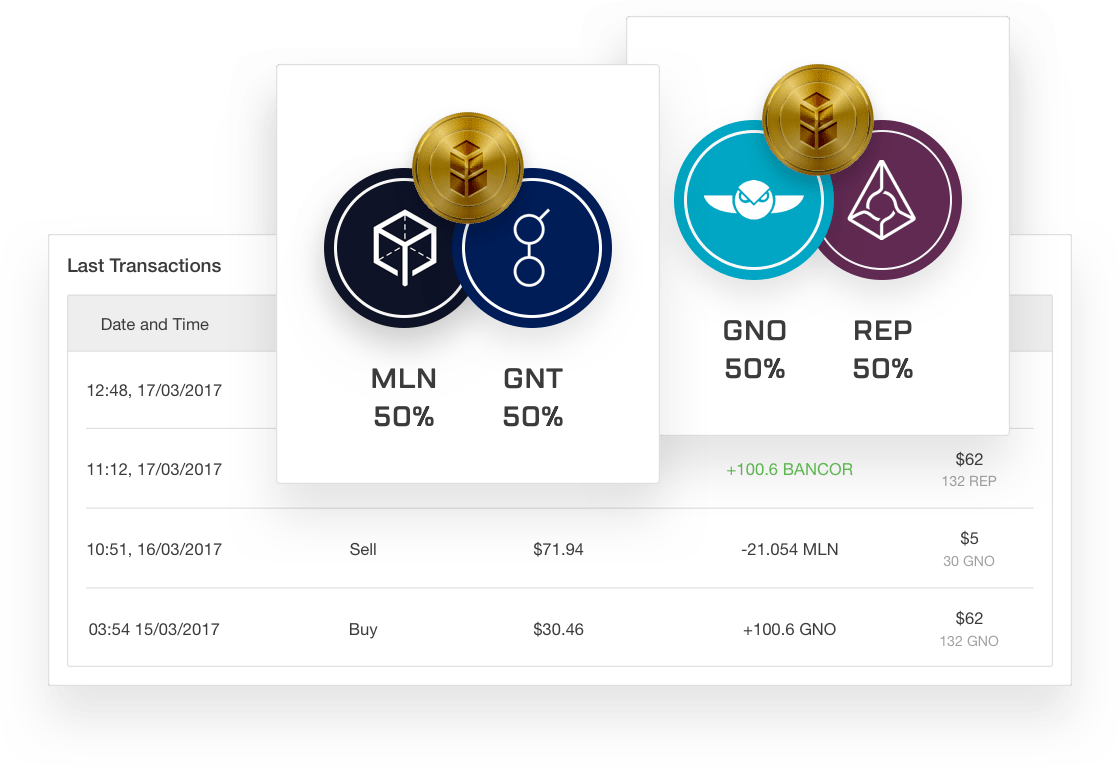 GNO REP
50% 50%
MLN GNT
50% 50%
Last Transactions
Date and Time
12:48, 17/03/2017
11:12, 17/03/2017 +100.6 BANCOR $62
132 REP
10:51, 16/03/2017 Sell $71.94 -21.054 MLN $5
30 GNO
03:54 15/03/2017 Buy $30.46 +100.6 GNO $62
132 GNO